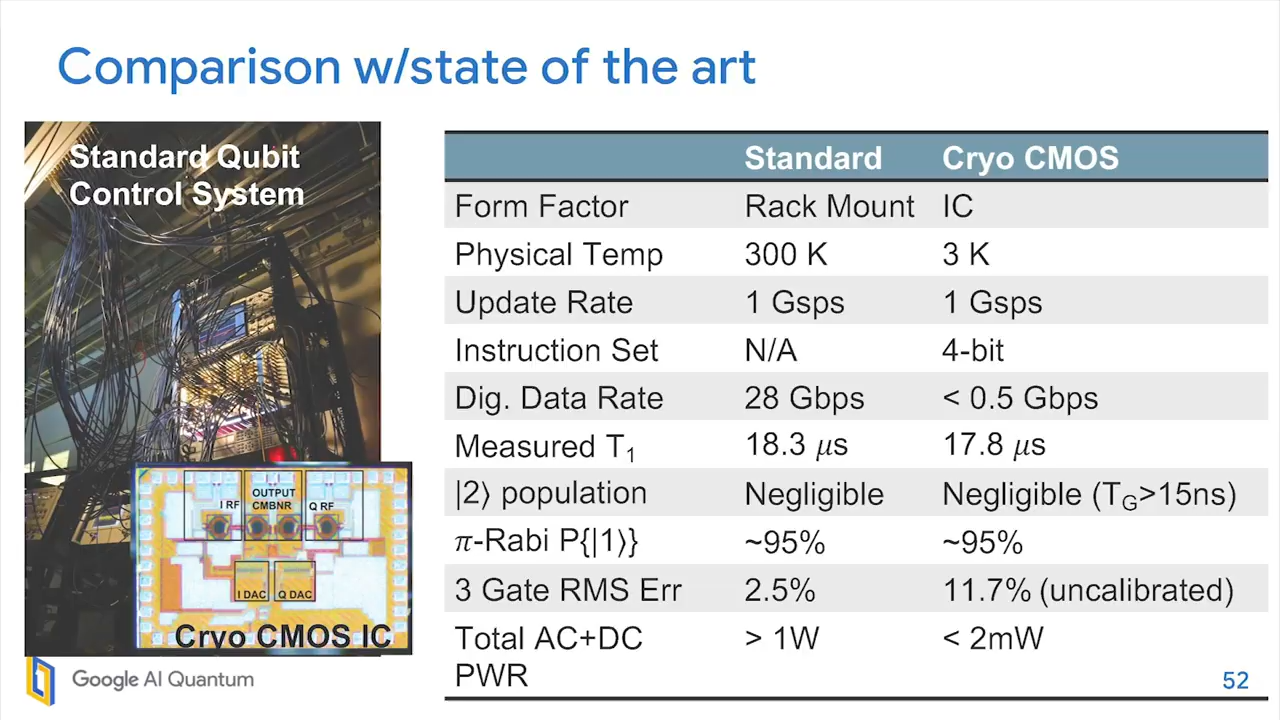 Comparison w/state of the art
Standard Qubit
Control System
I RF
OUTPUT
CMBNR
Q RF
I DAC
Q DAC
Cryo CMOS IC
Standard Cryo CMOS
Form Factor Rack Mount IC
Physical Temp 300 K 3 K
Update Rate 1 Gsps 1 Gsps
Instruction Set N/A 4-bit
Dig. Data Rate 28 Gbps < 0.5 Gbps
Measured T₁ 18.3 μs 17.8 μs
|2⟩ population Negligible Negligible (T_G>15ns)
π-Rabi P{|1⟩} ~95% ~95%
3 Gate RMS Err 2.5% 11.7% (uncalibrated)
Total AC+DC > 1W < 2mW
PWR
Google AI Quantum
52